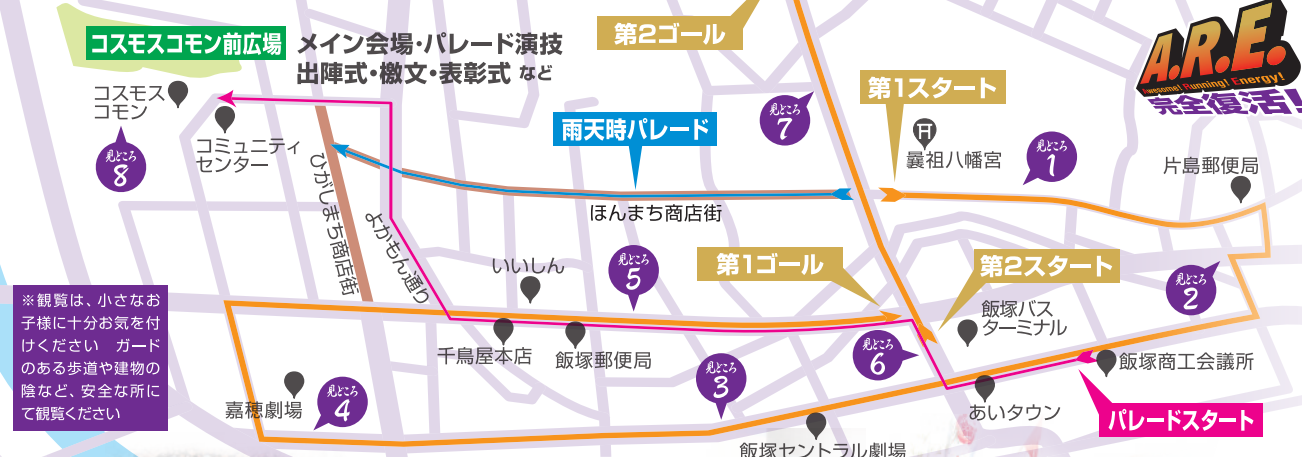 コスモスコモン前広場
メイン会場・パレード演技
出陣式・檄文・表彰式 など
第2ゴール
A.R.E.
Awesome! Running! Energy!
完全復活!
コスモス
コモン
コミュニティ
センター
見どころ
8
雨天時パレード
見どころ
7
第1スタート
曩祖八幡宮
見どころ
1
片島郵便局
ほんまち商店街
ひがしまち商店街
よかもん通り
いいしん
見どころ
5
第1ゴール
第2スタート
見どころ
2
※観覧は、小さなお
子様に十分お気を付
けください　ガード
のある歩道や建物の
陰など、安全な所に
て観覧ください
千鳥屋本店
飯塚郵便局
見どころ
6
飯塚バス
ターミナル
飯塚商工会議所
嘉穂劇場
見どころ
4
見どころ
3
あいタウン
パレードスタート
飯塚セントラル劇場